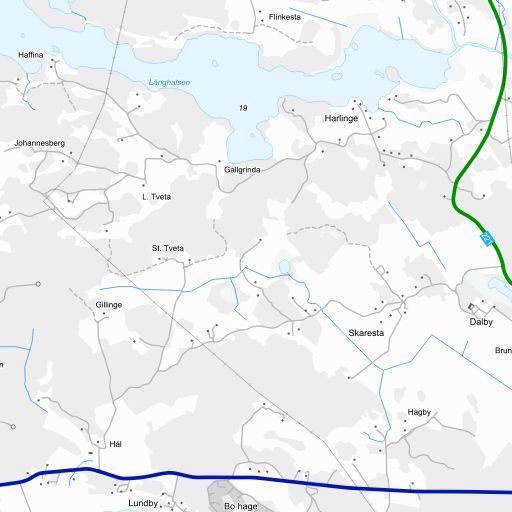 Flinkesta
Haffina
Långhalsen
19
Harlinge
Johannesberg
Gallgrinda
L. Tveta
St. Tveta
Gillinge
Dalby
Skaresta
Brun
Hagby
Hål
Lundby
Bo hage